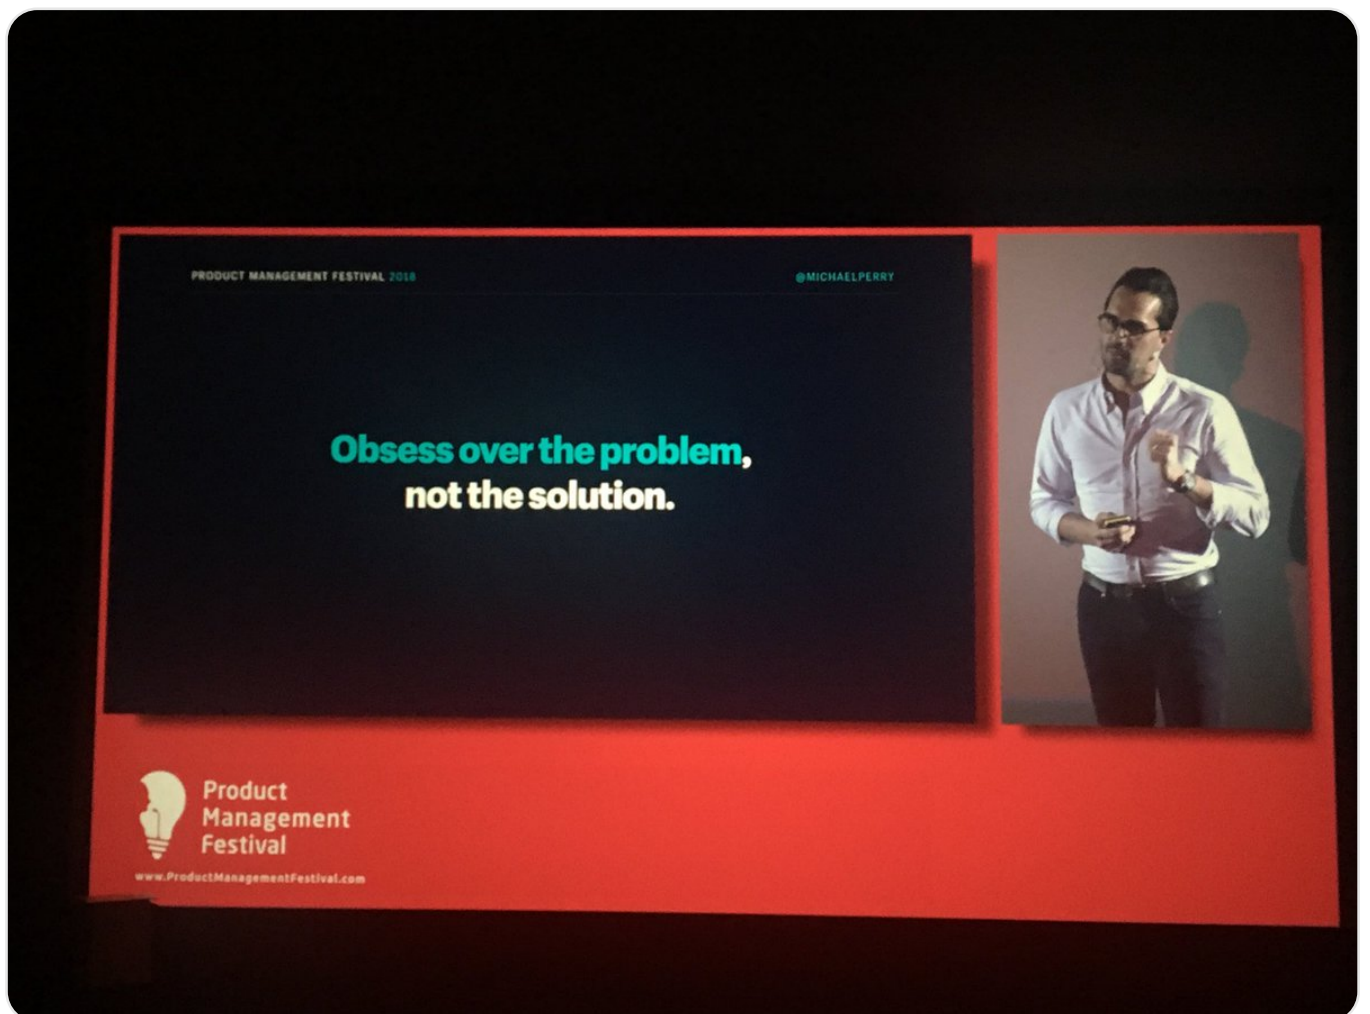 PRODUCT MANAGEMENT FESTIVAL 2018
@MICHAELPERRY
Obsess over the problem,
not the solution.
Product
Management
Festival
www.ProductManagementFestival.com